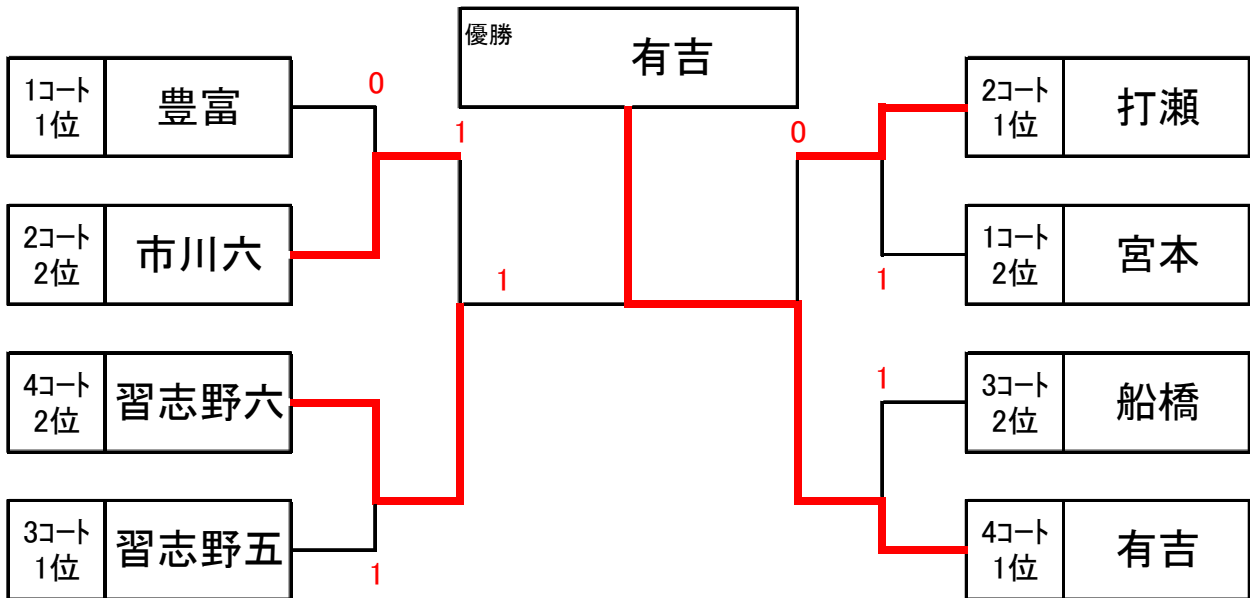 優勝
有吉
1コート
1位
豊富
0
2コート
2位
市川六
1
4コート
2位
習志野六
1
3コート
1位
習志野五
1
0
2コート
1位
打瀬
1コート
2位
宮本
1
1
3コート
2位
船橋
4コート
1位
有吉